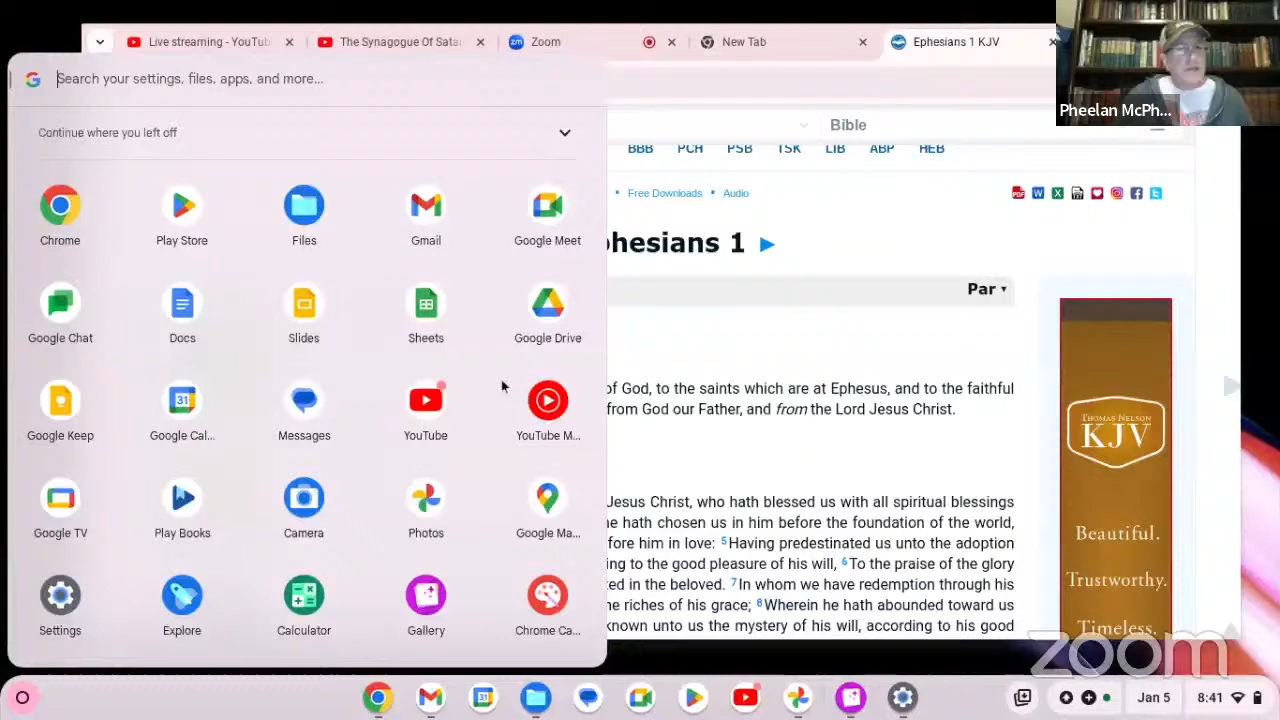 Live streaming - YouTub
The Synagogue Of Sata
Zoom
New Tab
Ephesians 1 KJV
Search your settings, files, apps, and more...
Continue where you left off
Chrome
Play Store
Files
Gmail
Google Meet
Google Chat
Docs
Slides
Sheets
Google Drive
Google Keep
Google Cal...
Messages
YouTube
YouTube M...
Google TV
Play Books
Camera
Photos
Google Ma...
Settings
Explore
Calculator
Gallery
Chrome Ca...
Pheelan McPh...
Bible
BBB PCH PSB TSK LIB ABP HEB
Free Downloads • Audio
phesians 1 ►
Par ▾
of God, to the saints which are at Ephesus, and to the faithful
from God our Father, and from the Lord Jesus Christ.
Jesus Christ, who hath blessed us with all spiritual blessings
he hath chosen us in him before the foundation of the world,
fore him in love: 5Having predestinated us unto the adoption
ing to the good pleasure of his will, 6To the praise of the glory
ted in the beloved. 7In whom we have redemption through his
he riches of his grace; 8Wherein he hath abounded toward us
known unto us the mystery of his will, according to his good
THOMAS NELSON
KJV
Beautiful.
Trustworthy.
Timeless.
zoom
Jan 5
8:41